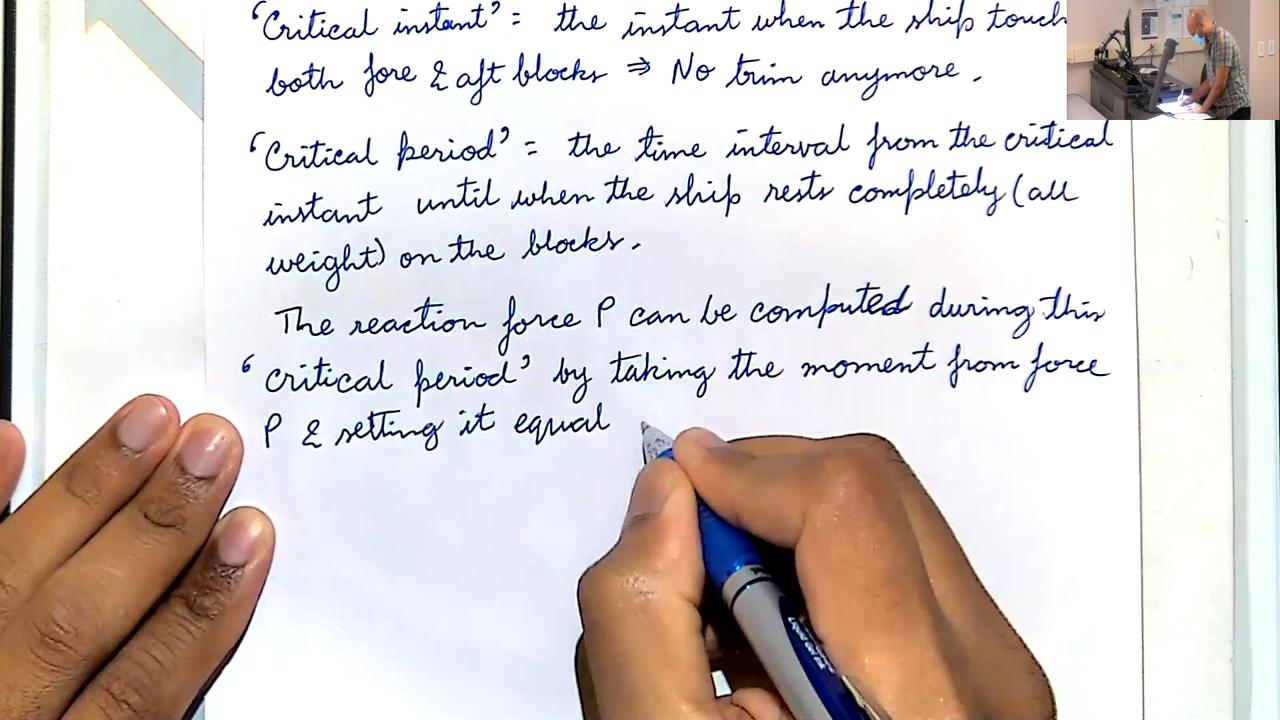 'Critical instant' = the instant when the ship touch
both fore & aft blocks ⇒ No trim anymore.
'Critical period' = the time interval from the critical
instant until when the ship rests completely (all
weight) on the blocks.
The reaction force P can be computed during this
'critical period' by taking the moment from force
P & setting it equal